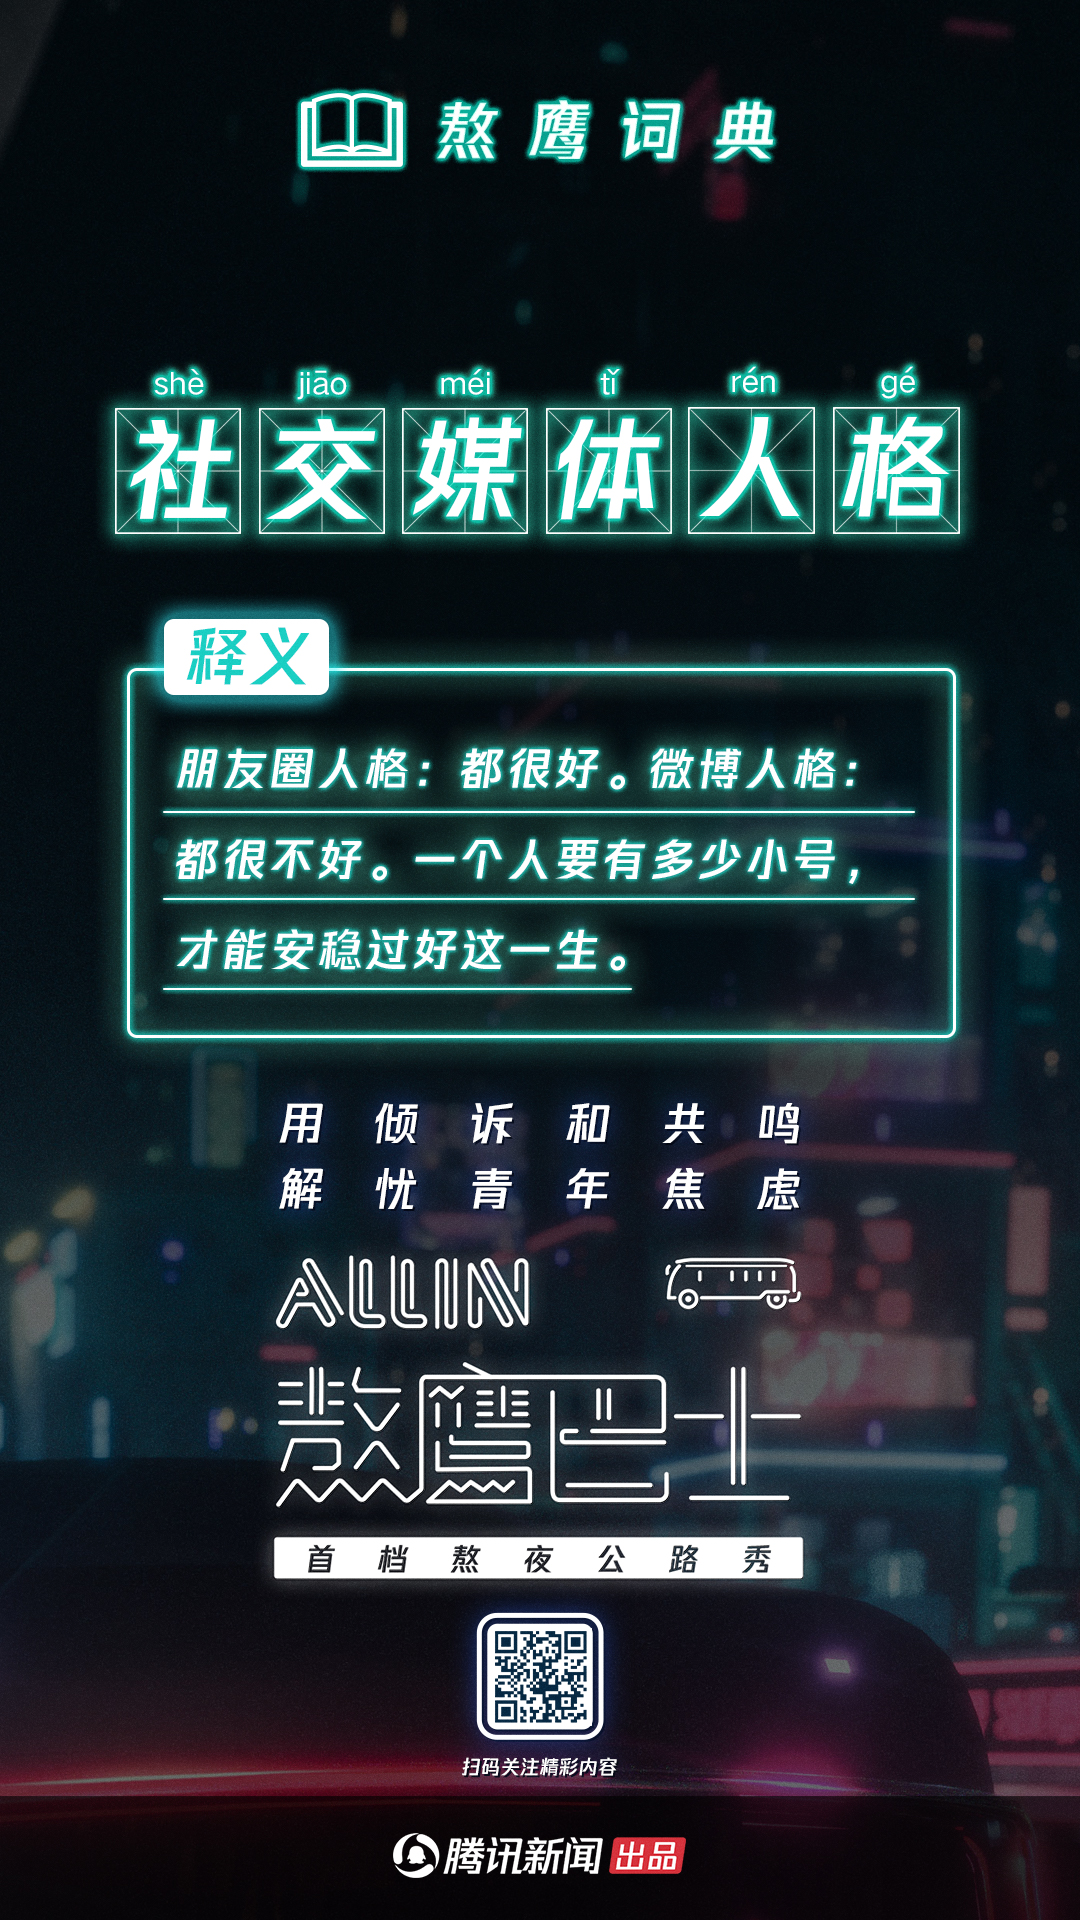 熬鹰词典
shè jiāo méi tǐ rén gé
社交媒体人格
释义
朋友圈人格：都很好。微博人格：
都很不好。一个人要有多少小号，
才能安稳过好这一生。
用倾诉和共鸣
解忧青年焦虑
ALL IN
熬鹰巴士
首档熬夜公路秀
扫码关注精彩内容
腾讯新闻 出品